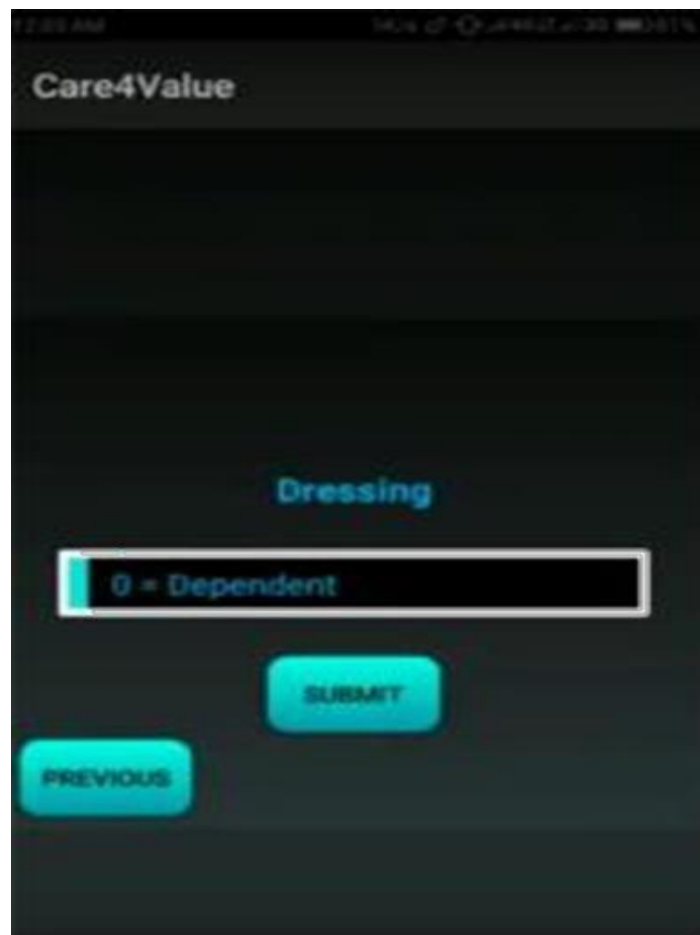 Care4Value
Dressing
0 = Dependent
SUBMIT
PREVIOUS